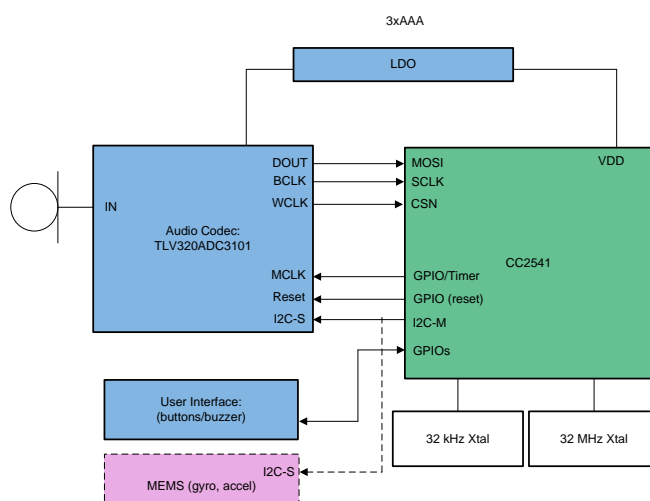 3xAAA
LDO
DOUT
BCLK
WCLK
IN
Audio Codec:
TLV320ADC3101
MCLK
Reset
I2C-S
MOSI
VDD
SCLK
CSN
CC2541
GPIO/Timer
GPIO (reset)
I2C-M
GPIOs
User Interface:
(buttons/buzzer)
32 kHz Xtal
32 MHz Xtal
I2C-S
MEMS (gyro, accel)